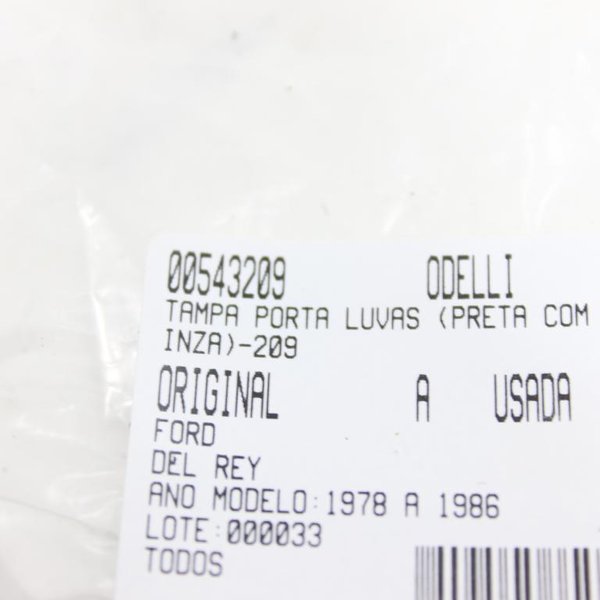 00543209 ODELLI
TAMPA PORTA LUVAS (PRETA COM
INZA)-209
ORIGINAL A USADA
FORD
DEL REY
ANO MODELO:1978 A 1986
LOTE:000033
TODOS